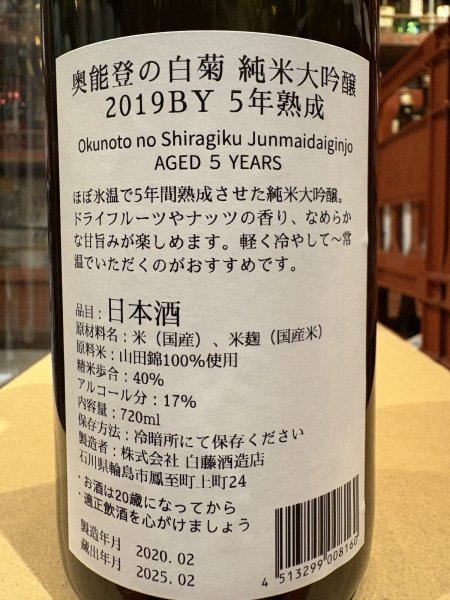 奥能登の白菊 純米大吟醸
2019BY 5年熟成
Okunoto no Shiragiku Junmaidaiginjo
AGED 5 YEARS
ほぼ氷温で5年間熟成させた純米大吟醸。
ドライフルーツやナッツの香り、なめらか
な甘旨みが楽しめます。軽く冷やして〜常
温でいただくのがおすすめです。
品目：日本酒
原材料名：米（国産）、米麹（国産米）
原料米：山田錦100%使用
精米歩合：40%
アルコール分：17%
内容量：720ml
保存方法：冷暗所にて保存ください
製造者：株式会社 白藤酒造店
石川県輪島市鳳至町上町24
・お酒は20歳になってから
・適正飲酒を心がけましょう
製造年月 2020.02
蔵出年月 2025.02
4 513299 008160